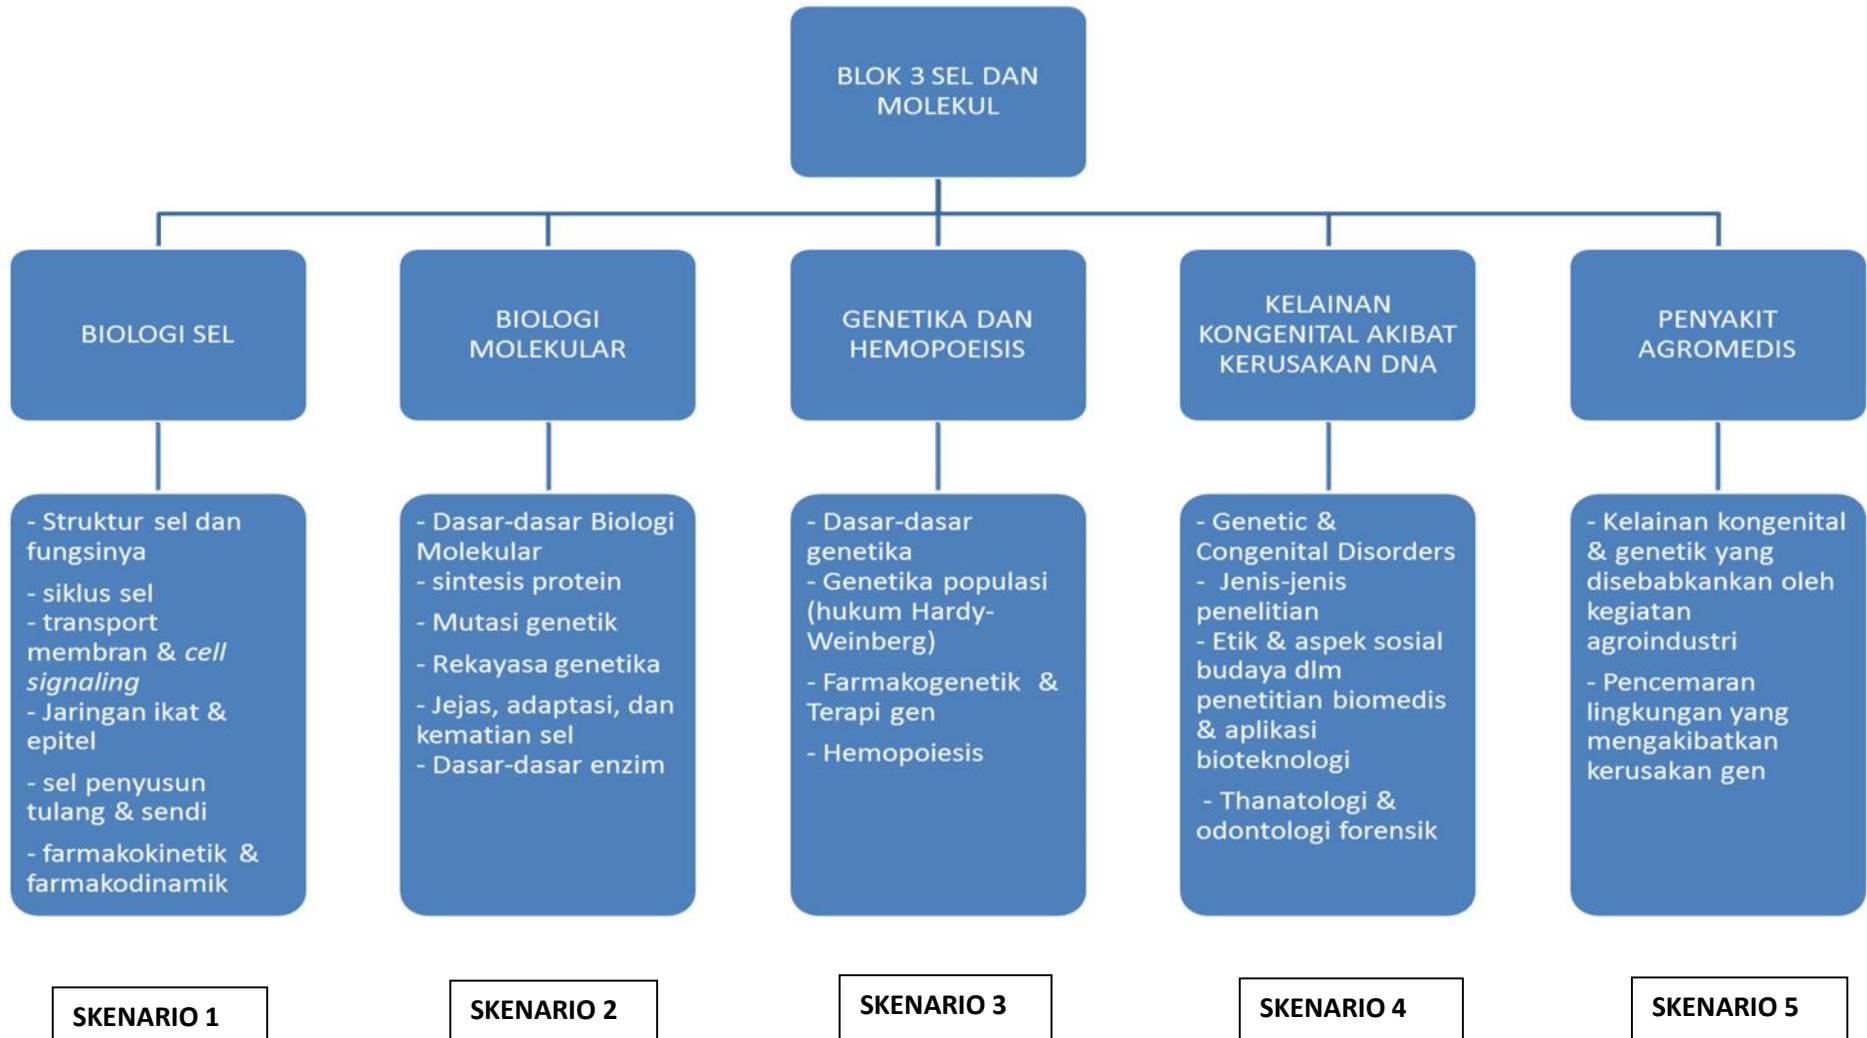 BLOK 3 SEL DAN
MOLEKUL
BIOLOGI SEL
BIOLOGI
MOLEKULAR
GENETIKA DAN
HEMOPOEISIS
KELAINAN
KONGENITAL AKIBAT
KERUSAKAN DNA
PENYAKIT
AGROMEDIS
- Struktur sel dan
fungsinya
- siklus sel
- transport
membran & cell
signaling
- Jaringan ikat &
epitel
- sel penyusun
tulang & sendi
- farmakokinetik &
farmakodinamik
- Dasar-dasar Biologi
Molekular
- sintesis protein
- Mutasi genetik
- Rekayasa genetika
- Jejas, adaptasi, dan
kematian sel
- Dasar-dasar enzim
- Dasar-dasar
genetika
- Genetika populasi
(hukum Hardy-
Weinberg)
- Farmakogenetik &
Terapi gen
- Hemopoiesis
- Genetic &
Congenital Disorders
- Jenis-jenis
penelitian
- Etik & aspek sosial
budaya dlm
penetitian biomedis
& aplikasi
bioteknologi
- Thanatologi &
odontologi forensik
- Kelainan kongenital
& genetik yang
disebabkankan oleh
kegiatan
agroindustri
- Pencemaran
lingkungan yang
mengakibatkan
kerusakan gen
SKENARIO 1
SKENARIO 2
SKENARIO 3
SKENARIO 4
SKENARIO 5